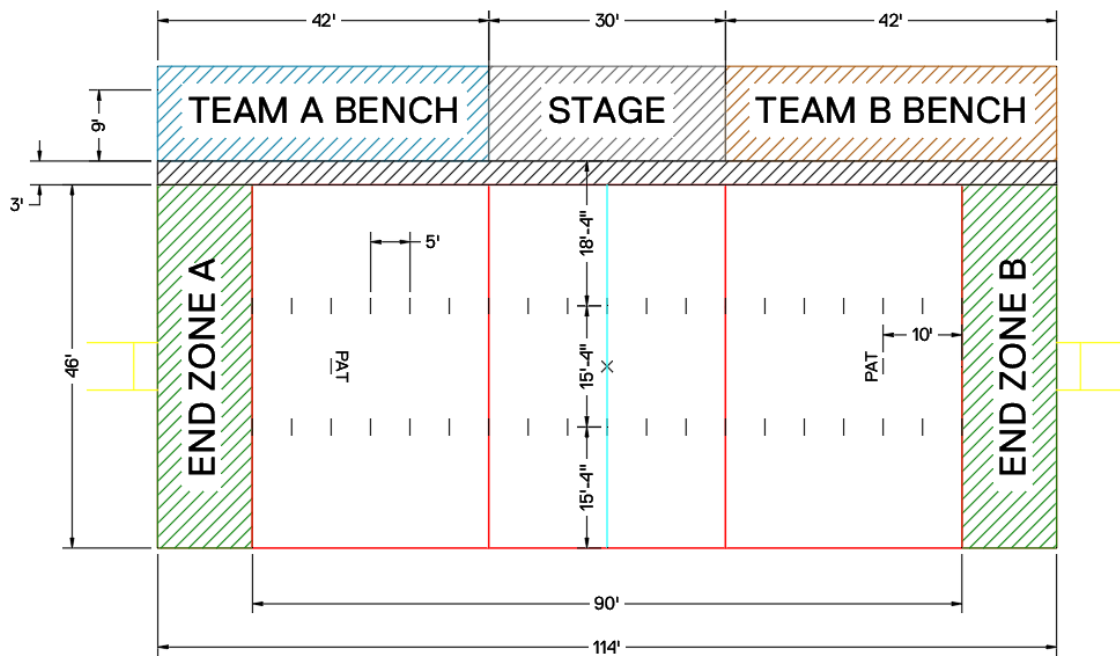 42'
30'
42'
TEAM A BENCH
STAGE
TEAM B BENCH
9'
3'
18'-4"
5'
END ZONE A
END ZONE B
10'
46'
15'-4"
PAT
PAT
15'-4"
90'
114'